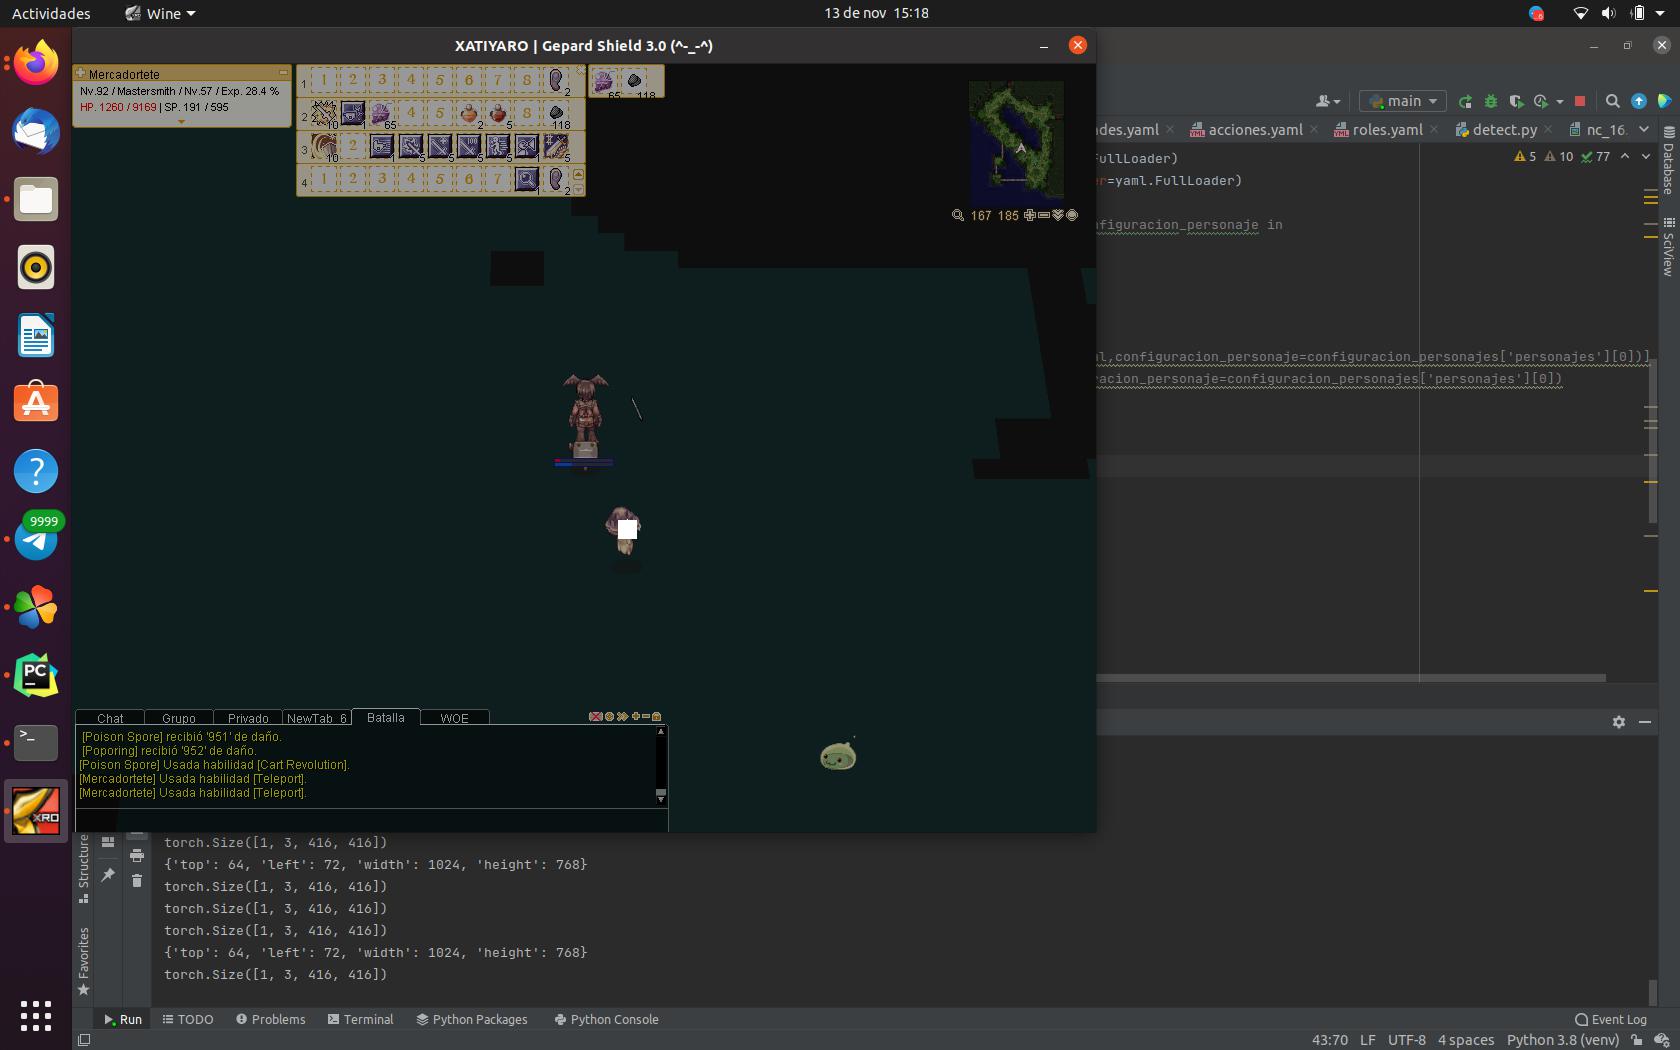 Actividades
Wine
13 de nov 15:18
XATIYARO | Gepard Shield 3.0 (^-_-^)
Mercadortete
Nv.92 / Mastersmith / Nv.57 / Exp. 28.4 %
HP. 1260 / 9169 | SP. 191 / 595
1 1 2 3 4 5 6 7 8 2
65 118
2 10 1 65 4 5 2 5 8 118
3 10 2 1 5 5 5 5 1 5
4 1 2 3 4 5 6 7 1 2
167 185
main
des.yaml
acciones.yaml
roles.yaml
detect.py
nc_16.
5 10 77
FullLoader)
r=yaml.FullLoader)
nfiguracion_personaje in
al,configuracion_personaje=configuracion_personajes['personajes'][0])]
racion_personaje=configuracion_personajes['personajes'][0])
Database
SciView
9999
PC
>_
XRO
Chat Grupo Privado NewTab 6 Batalla WOE
[Poison Spore] recibió '951' de daño.
[Poporing] recibió '952' de daño.
[Poison Spore] Usada habilidad [Cart Revolution].
[Mercadortete] Usada habilidad [Teleport].
[Mercadortete] Usada habilidad [Teleport].
Structure
Favorites
torch.Size([1, 3, 416, 416])
{'top': 64, 'left': 72, 'width': 1024, 'height': 768}
torch.Size([1, 3, 416, 416])
torch.Size([1, 3, 416, 416])
torch.Size([1, 3, 416, 416])
{'top': 64, 'left': 72, 'width': 1024, 'height': 768}
torch.Size([1, 3, 416, 416])
Run TODO Problems Terminal Python Packages Python Console
Event Log
43:70 LF UTF-8 4 spaces Python 3.8 (venv)